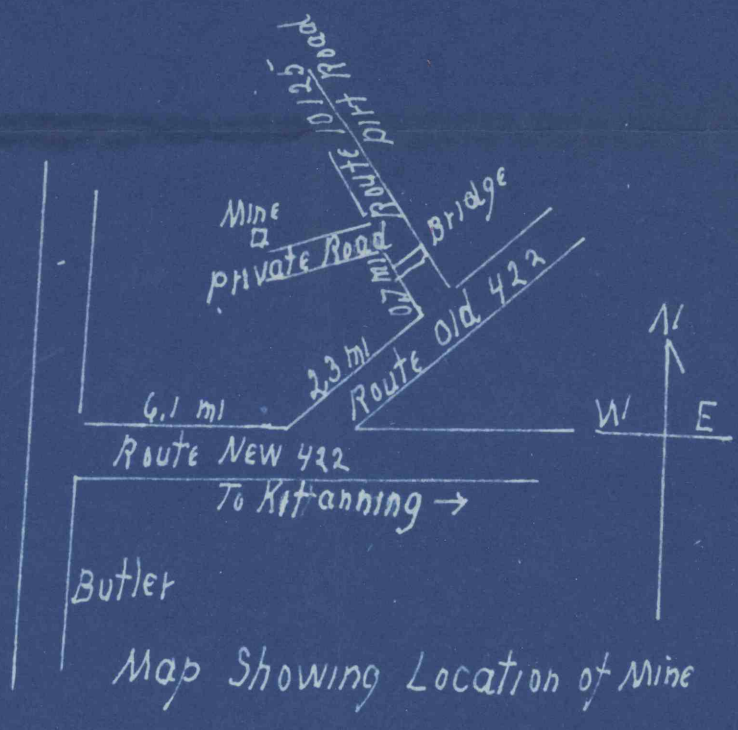 Dirt Road
Route 10125
Mine
Bridge
Private Road
0.7 mi
Route Old 422
2.3 mi
6.1 mi
Route New 422
To Kittanning →
N
W E
Butler
Map Showing Location of Mine